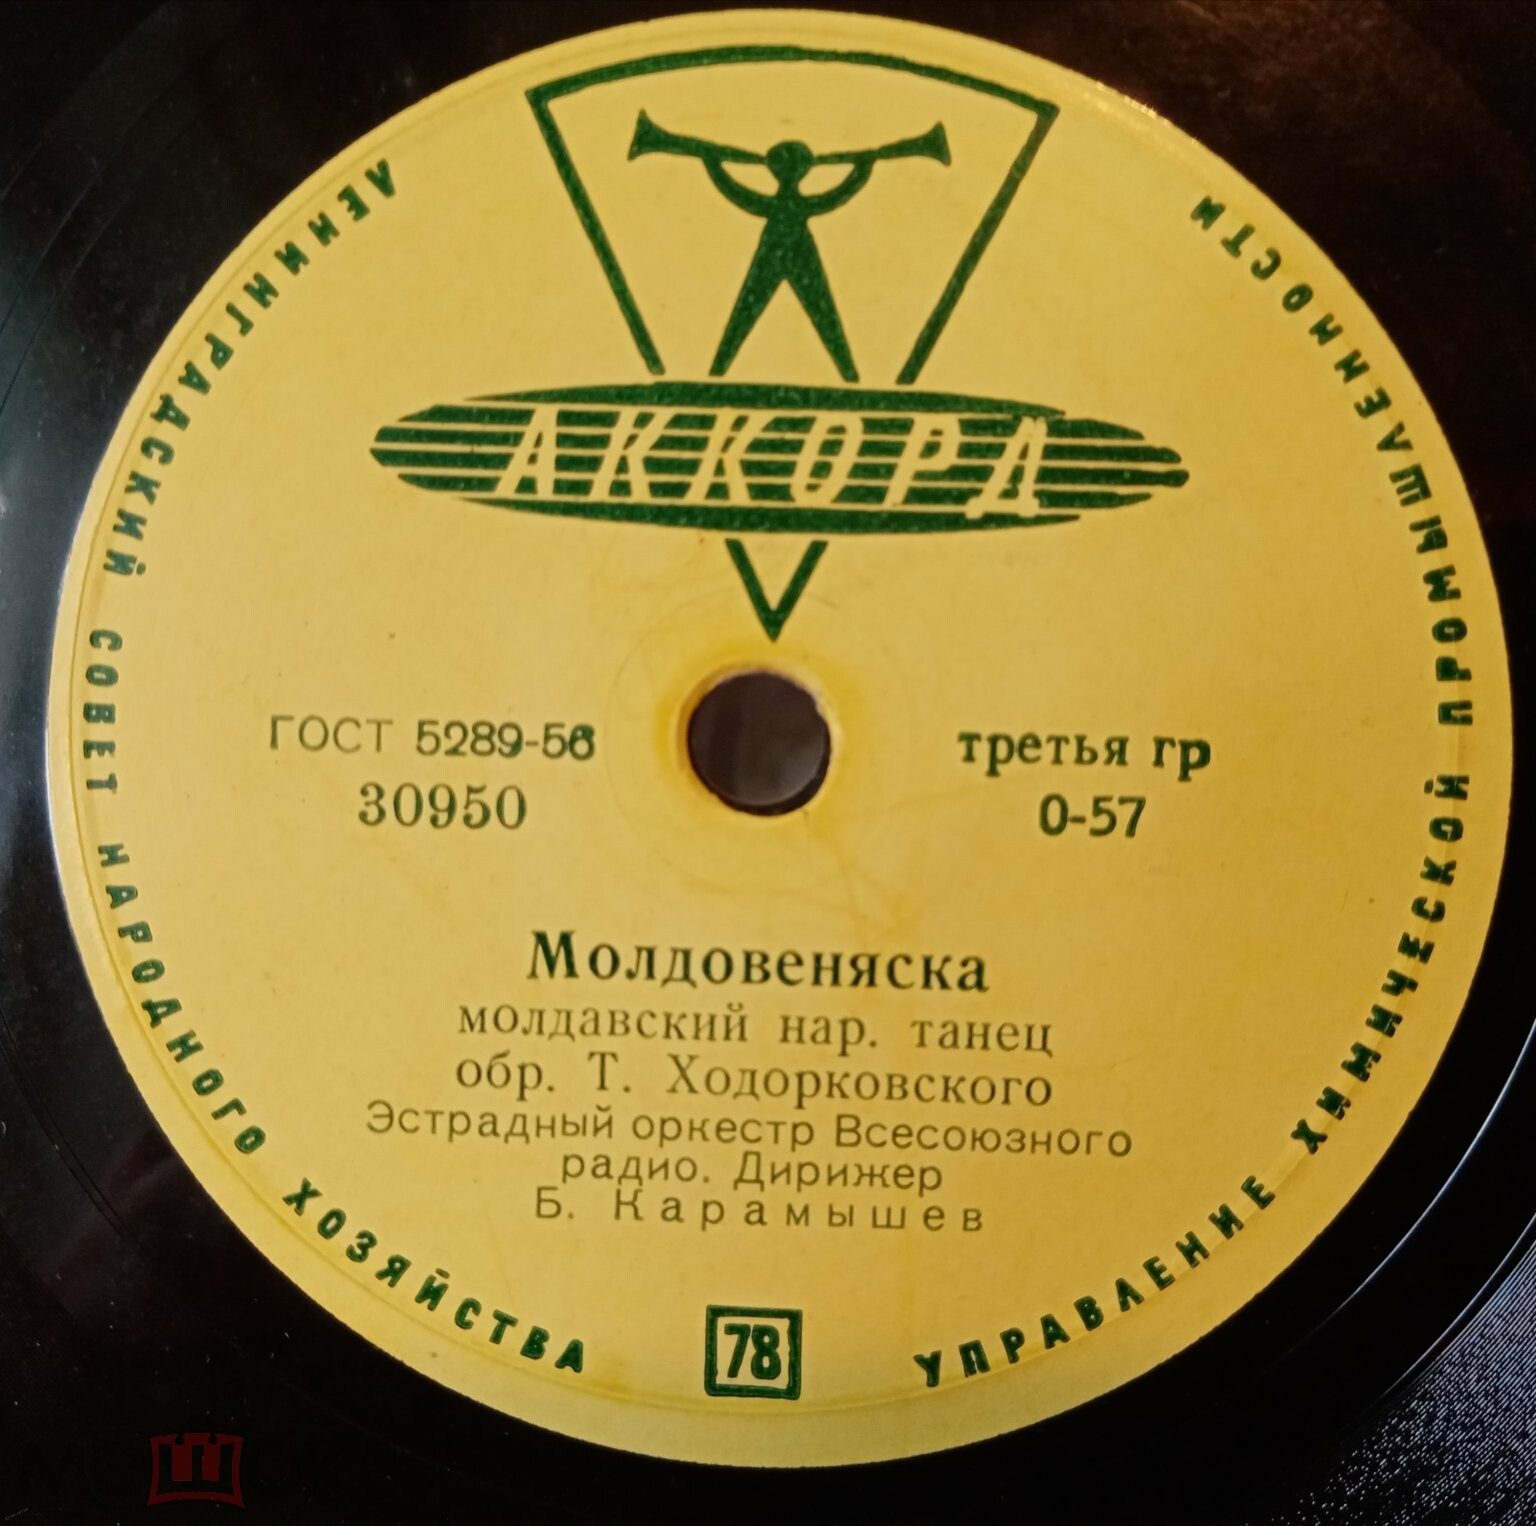 АККОРД
ЛЕНИНГРАДСКИЙ СОВЕТ НАРОДНОГО ХОЗЯЙСТВА
УПРАВЛЕНИЕ ХИМИЧЕСКОЙ ПРОМЫШЛЕННОСТИ
ГОСТ 5289-56
30950
третья гр
0-57
Молдовеняска
молдавский нар. танец
обр. Т. Ходорковского
Эстрадный оркестр Всесоюзного
радио. Дирижер
Б. Карамышев
78